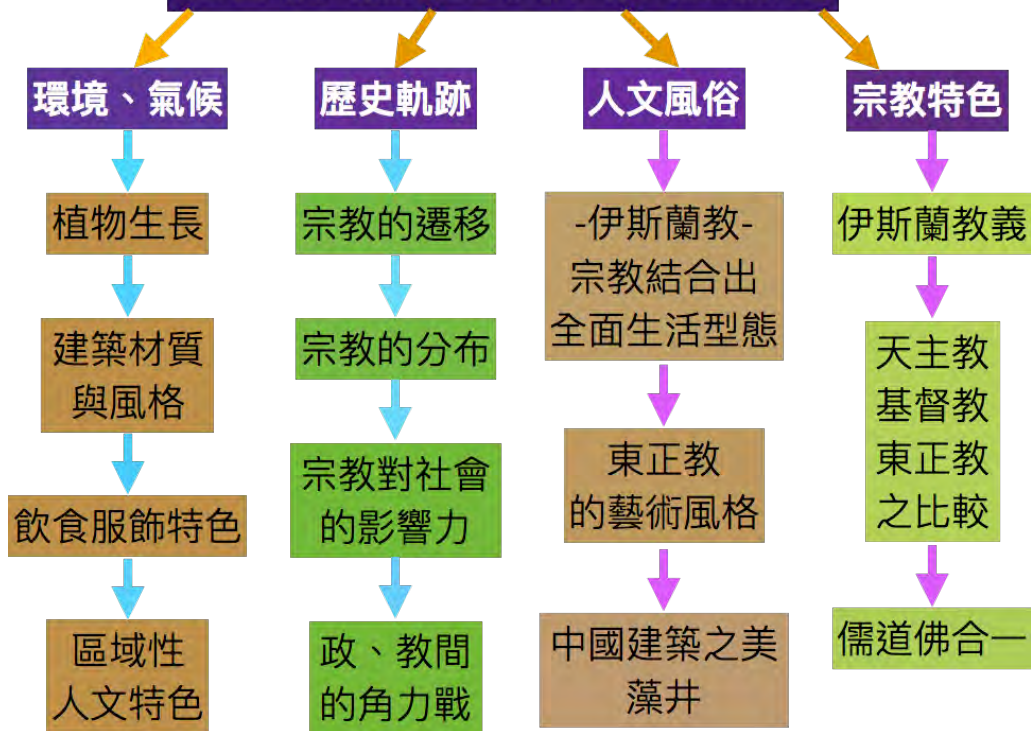 環境、氣候
植物生長
建築材質
與風格
飲食服飾特色
區域性
人文特色
歷史軌跡
宗教的遷移
宗教的分布
宗教對社會
的影響力
政、教間
的角力戰
人文風俗
-伊斯蘭教-
宗教結合出
全面生活型態
東正教
的藝術風格
中國建築之美
藻井
宗教特色
伊斯蘭教義
天主教
基督教
東正教
之比較
儒道佛合一